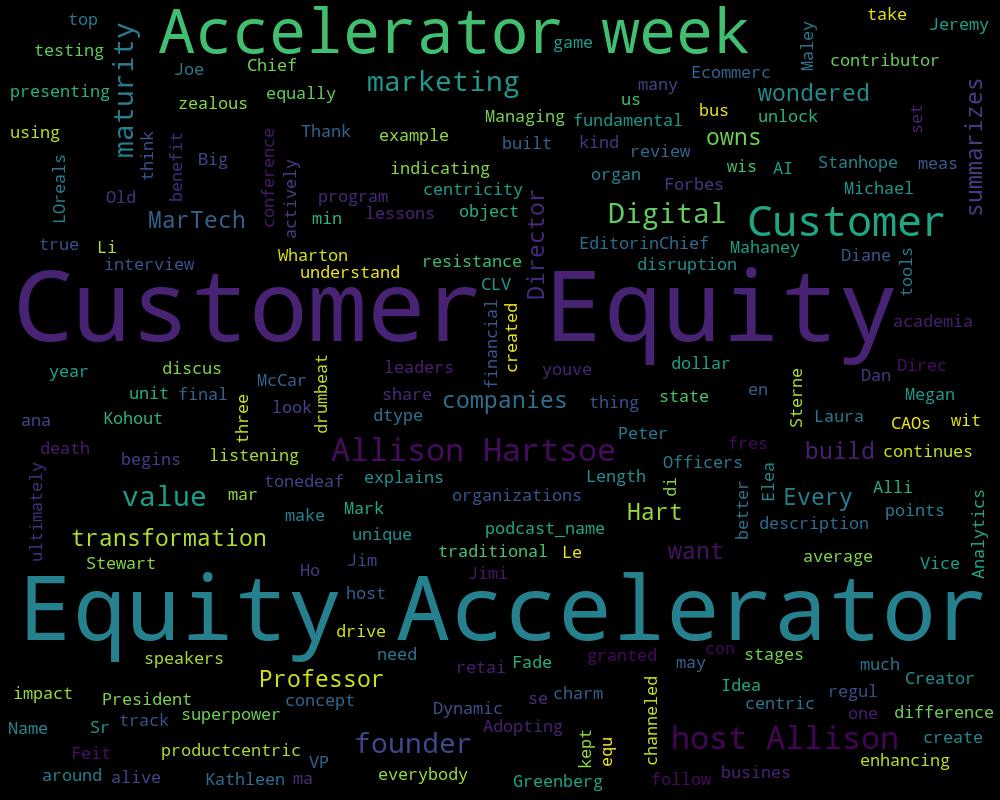 top
Accelerator week
take
Jeremy
testing
maturity
game
Maley
contributor
Joe
Chief
marketing
many
Ecommerc
presenting
zealous
equally
us
bus
wondered
summarizes
Managing
fundamental
unlock
set
using
think
benefit
conference
Thank
example
built
kind
review
owns
LOreals
Big
actively
indicating
organ
wis
AI
Stanhope
meas
Old
program
centricity
Forbes
Michael
MarTech
min
lessons
object
Director
Digital
Customer
true
Li
Wharton
EditorinChief
Mahaney
Diane
tools
interview
understand
resistance
disruption
CLV
Customer Equity
financial
created
academia
year
discus
drumbeat
leaders
youve
dollar
Dan
Direc
unit
final
McCar
share
companies
thing
state
en
Sterne
Megan
ana
Kohout
three
look
dtype
Peter
Laura
CAOs
wit
death
begins
listening
Allison Hartsoe
fres
build
continues
ultimately
tonedeaf
explains
Length
Officers
Elea
Alli
value
mar
organizations
di
better
Every
points
Analytics
make
Mark
Hart
description
transformation
unique
podcast_name
Stewart
traditional
Le
want
average
Vice
Ho
Jim
Jimi
Equity Accelerator
host
drive
speakers
need
retai
Fade
granted
con
may
stages
much
Professor
Idea
Creator
impact
President
concept
se
charm
channeled
centric
regul
Name
Sr
track
superpower
Dynamic
Adopting
one
difference
Feit
productcentric
VP
founder
kept
equ
host Allison
create
enhancing
around
alive
Kathleen
ma
everybody
Greenberg
follow
busines